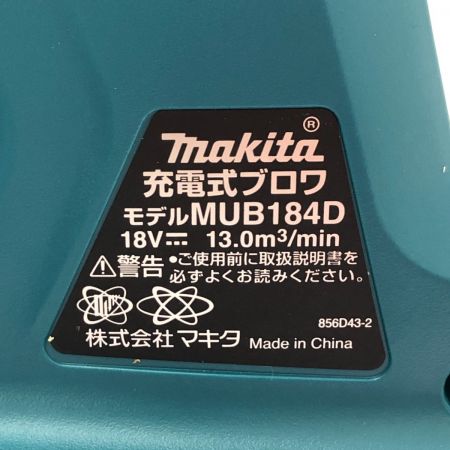 makita®
充電式ブロワ
モデルMUB184D
18V⎓ 13.0m³/min
⚠警告 •ご使用前に取扱説明書を
必ずよくお読みください。
856D43-2
株式会社マキタ Made in China